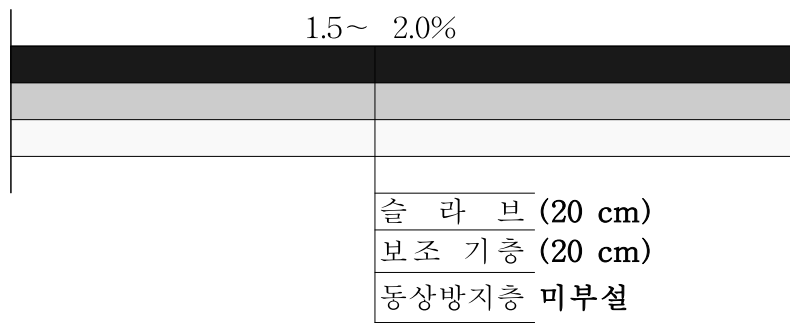 1.5~ 2.0%
슬 라 브 (20 cm)
보조 기층 (20 cm)
동상방지층 미부설